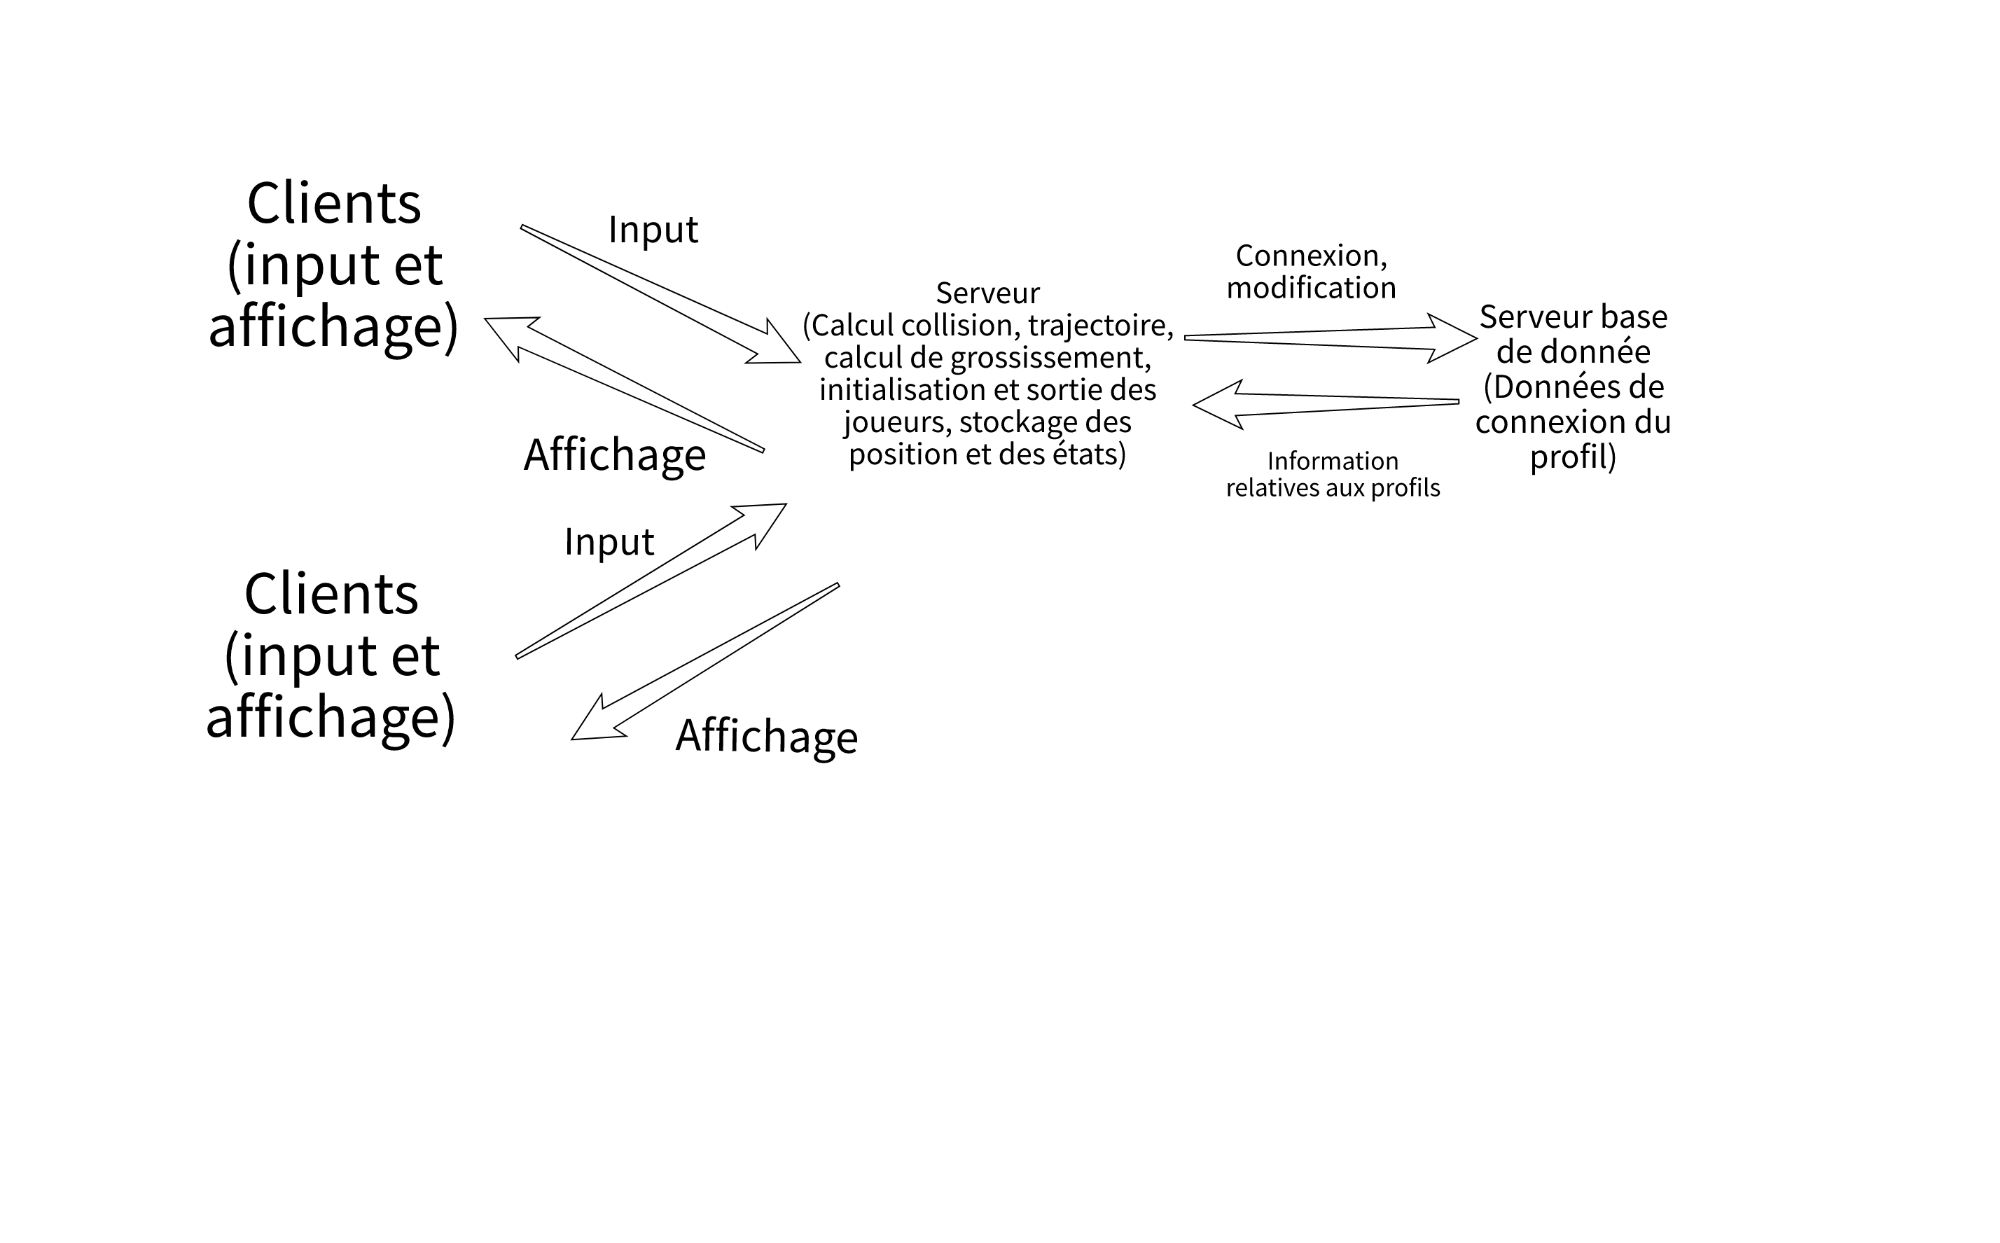 Clients
(input et
affichage)
Input
Affichage
Serveur
(Calcul collision, trajectoire,
calcul de grossissement,
initialisation et sortie des
joueurs, stockage des
position et des états)
Connexion,
modification
Information
relatives aux profils
Serveur base
de donnée
(Données de
connexion du
profil)
Input
Clients
(input et
affichage)
Affichage